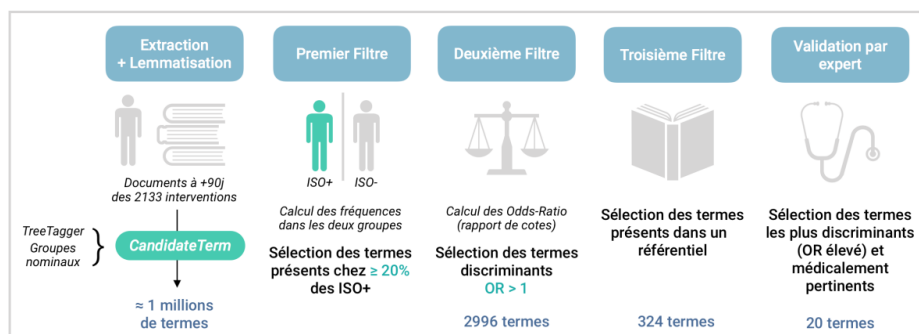 Extraction
+ Lemmatisation
Documents à +90j
des 2133 interventions
TreeTagger
Groupes
nominaux
CandidateTerm
≈ 1 millions
de termes
Premier Filtre
ISO+
ISO-
Calcul des fréquences
dans les deux groupes
Sélection des termes
présents chez ≥ 20%
des ISO+
Deuxième Filtre
Calcul des Odds-Ratio
(rapport de cotes)
Sélection des termes
discriminants
OR > 1
2996 termes
Troisième Filtre
Sélection des termes
présents dans un
référentiel
324 termes
Validation par
expert
Sélection des termes
les plus discriminants
(OR élevé) et
médicalement
pertinents
20 termes